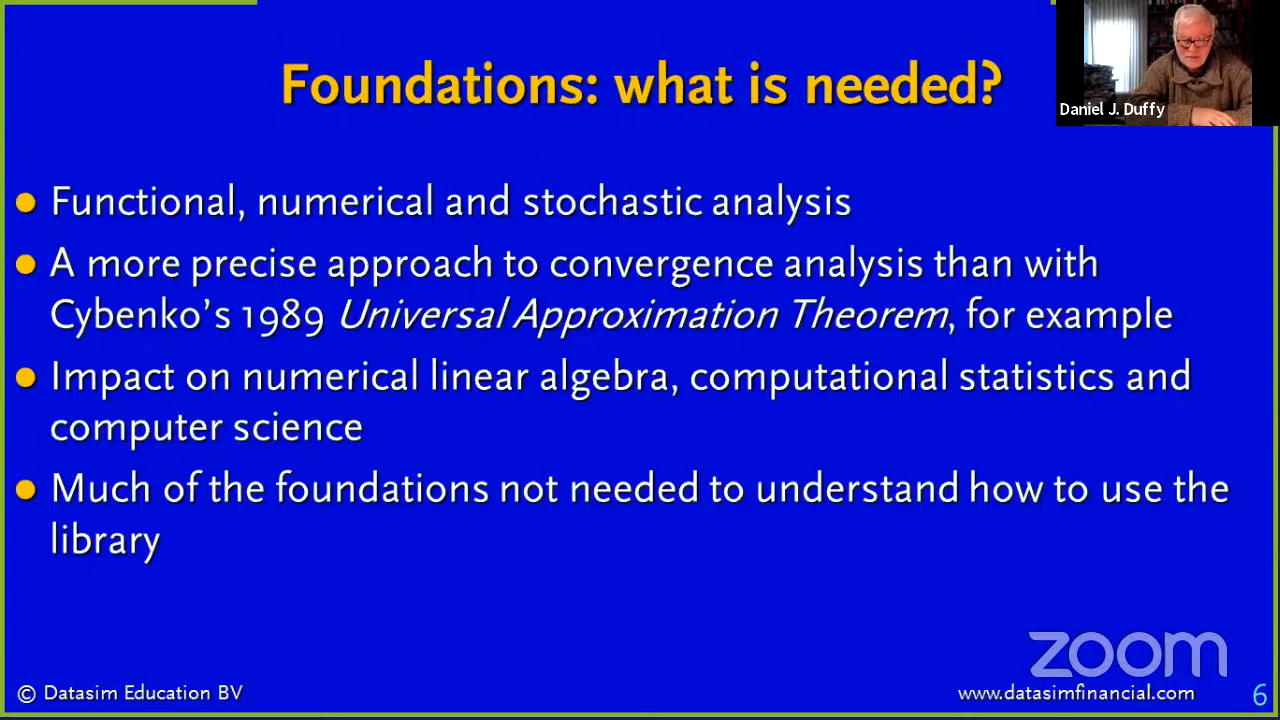 Foundations: what is needed?
Daniel J. Duffy
Functional, numerical and stochastic analysis
A more precise approach to convergence analysis than with
Cybenko's 1989 Universal Approximation Theorem, for example
Impact on numerical linear algebra, computational statistics and
computer science
Much of the foundations not needed to understand how to use the
library
zoom
© Datasim Education BV
www.datasimfinancial.com
6